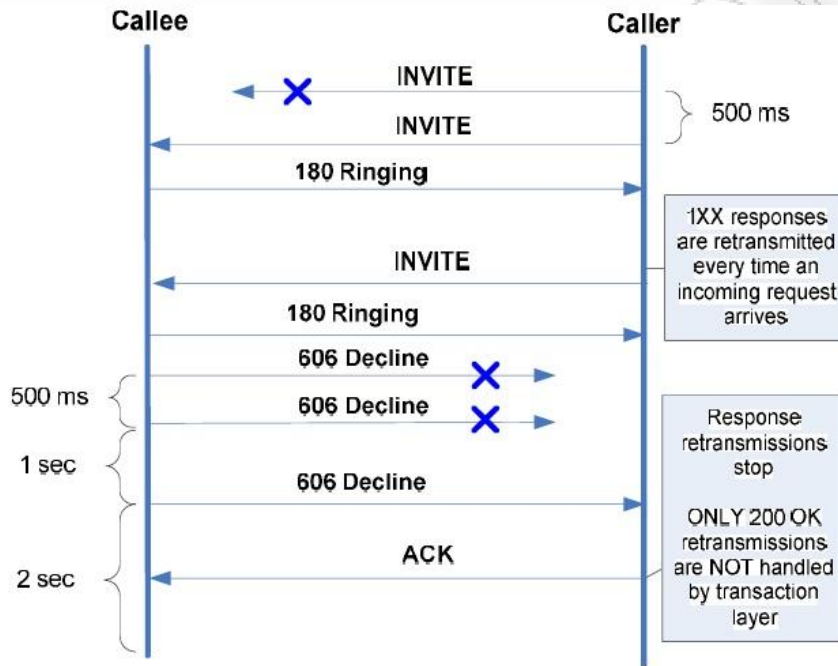 Callee
Caller
INVITE
500 ms
INVITE
180 Ringing
1XX responses
are retransmitted
every time an
incoming request
arrives
INVITE
180 Ringing
606 Decline
500 ms
606 Decline
1 sec
606 Decline
Response
retransmissions
stop
ONLY 200 OK
retransmissions
are NOT handled
by transaction
layer
ACK
2 sec